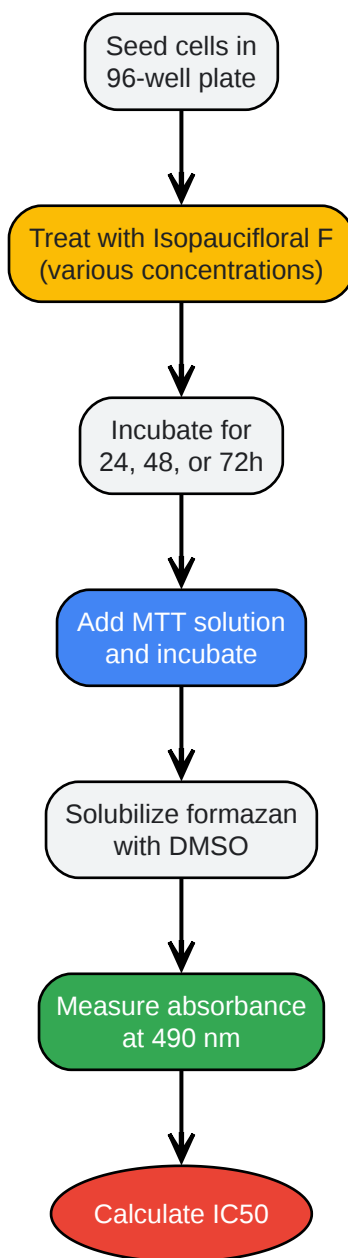 Seed cells in
96-well plate
Treat with Isopaucifloral F
(various concentrations)
Incubate for
24, 48, or 72h
Add MTT solution
and incubate
Solubilize formazan
with DMSO
Measure absorbance
at 490 nm
Calculate IC50